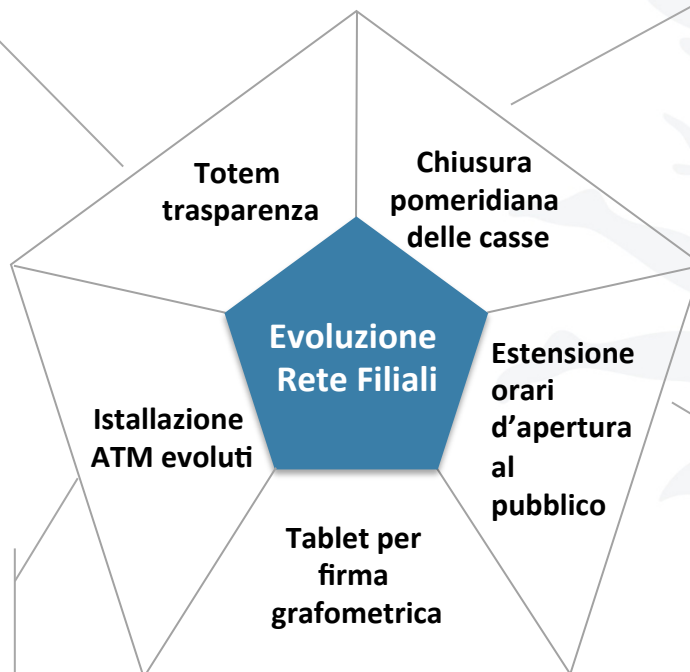 Totem
trasparenza
Chiusura
pomeridiana
delle casse
Evoluzione
Rete Filiali
Estensione
orari
d’apertura
al
pubblico
Istallazione
ATM evoluti
Tablet per
firma
grafometrica